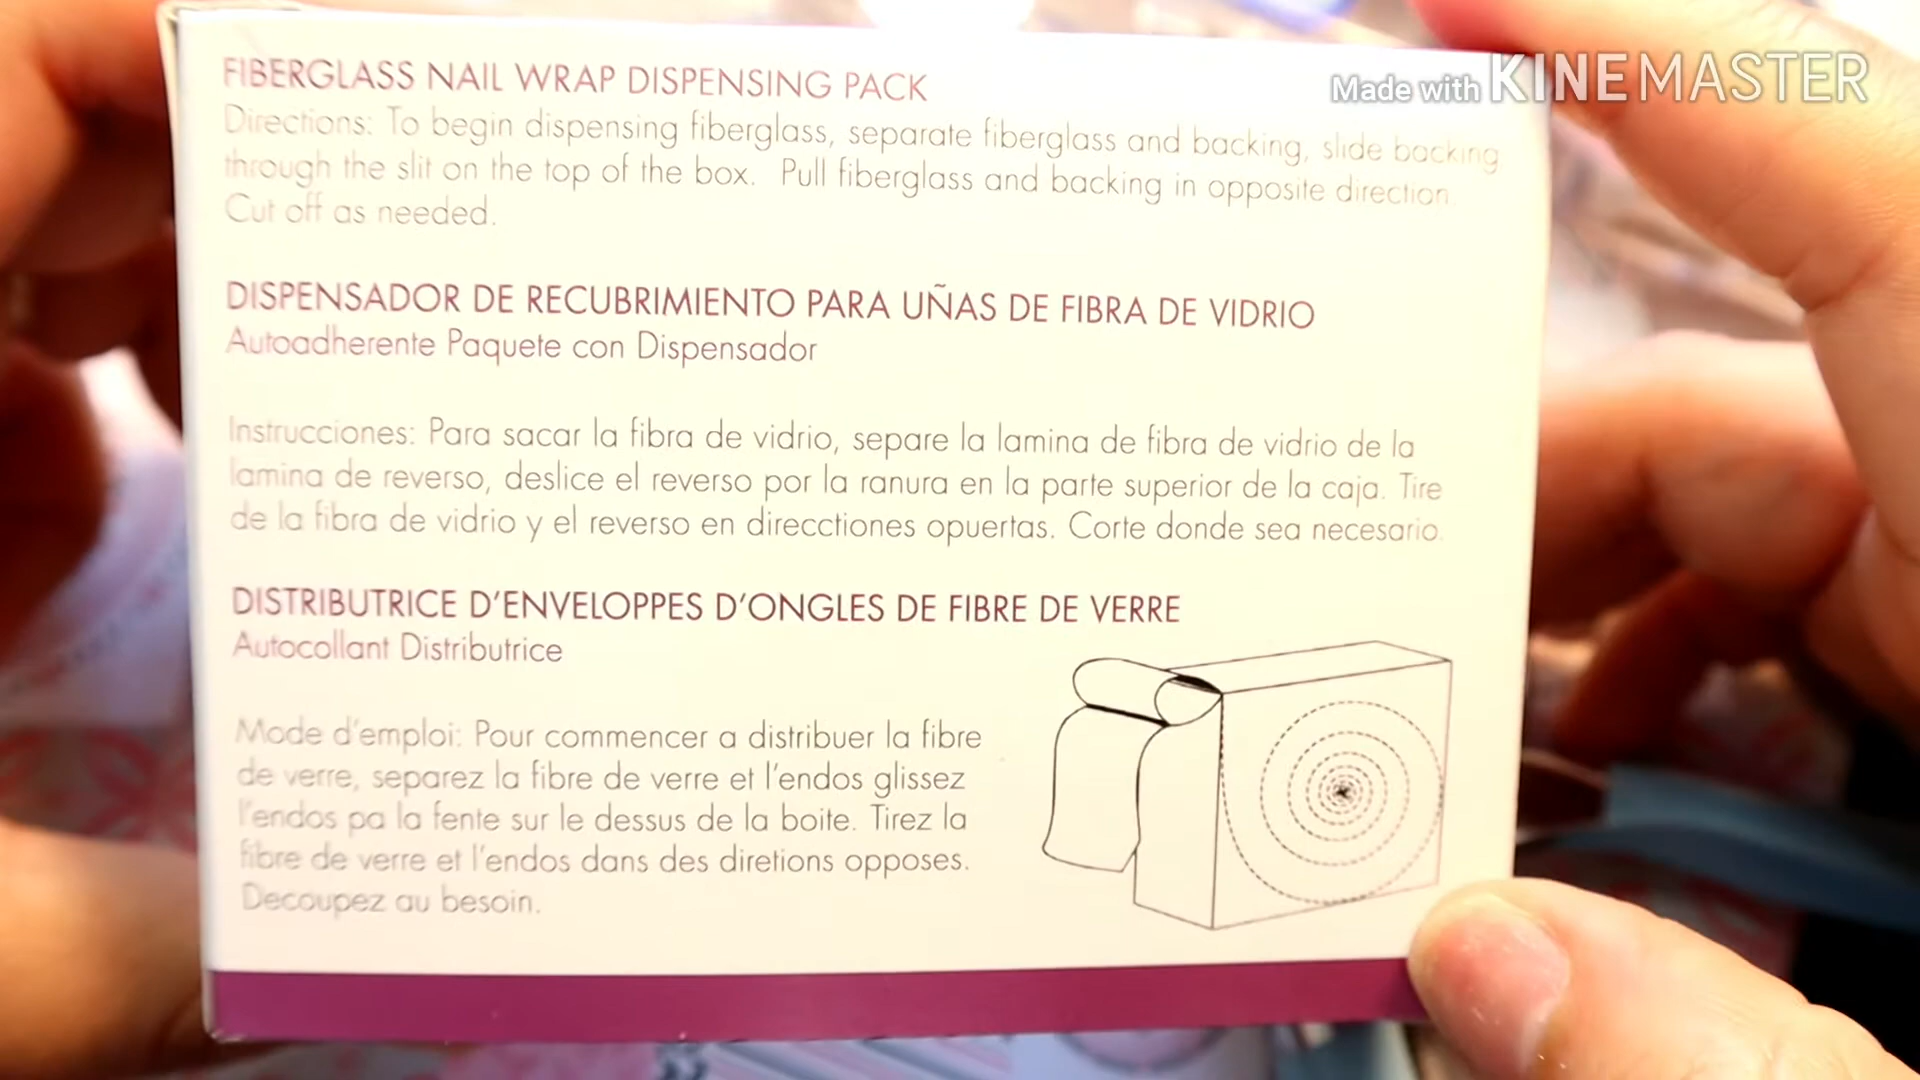 Made with KINEMASTER
FIBERGLASS NAIL WRAP DISPENSING PACK
Directions: To begin dispensing fiberglass, separate fiberglass and backing, slide backing
through the slit on the top of the box. Pull fiberglass and backing in opposite direction.
Cut off as needed.
DISPENSADOR DE RECUBRIMIENTO PARA UÑAS DE FIBRA DE VIDRIO
Autoadherente Paquete con Dispensador
Instrucciones: Para sacar la fibra de vidrio, separe la lamina de fibra de vidrio de la
lamina de reverso, deslice el reverso por la ranura en la parte superior de la caja. Tire
de la fibra de vidrio y el reverso en direcctiones opuertas. Corte donde sea necesario.
DISTRIBUTRICE D'ENVELOPPES D'ONGLES DE FIBRE DE VERRE
Autocollant Distributrice
Mode d'emploi: Pour commencer a distribuer la fibre
de verre, separez la fibre de verre et l'endos glissez
l'endos pa la fente sur le dessus de la boite. Tirez la
fibre de verre et l'endos dans des diretions opposes.
Decoupez au besoin.